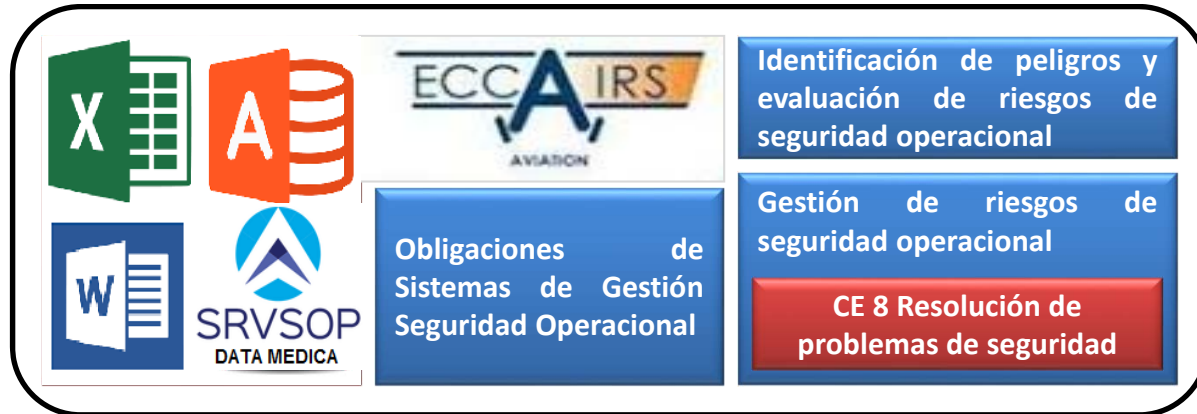 X
A
ECCAIRS
AVIATION
W
SRVSOP
DATA MEDICA
Obligaciones de
Sistemas de Gestión
Seguridad Operacional
Identificación de peligros y
evaluación de riesgos de
seguridad operacional
Gestión de riesgos de
seguridad operacional
CE 8 Resolución de
problemas de seguridad